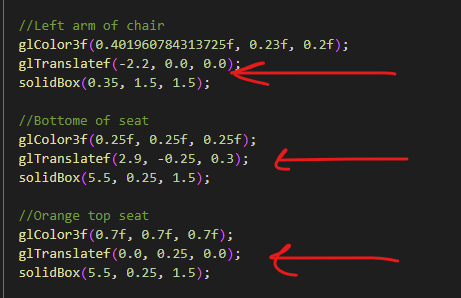 //Left arm of chair
glColor3f(0.401960784313725f, 0.23f, 0.2f);
glTranslatef(-2.2, 0.0, 0.0);
solidBox(0.35, 1.5, 1.5);
//Bottome of seat
glColor3f(0.25f, 0.25f, 0.25f);
glTranslatef(2.9, -0.25, 0.3);
solidBox(5.5, 0.25, 1.5);
//Orange top seat
glColor3f(0.7f, 0.7f, 0.7f);
glTranslatef(0.0, 0.25, 0.0);
solidBox(5.5, 0.25, 1.5);